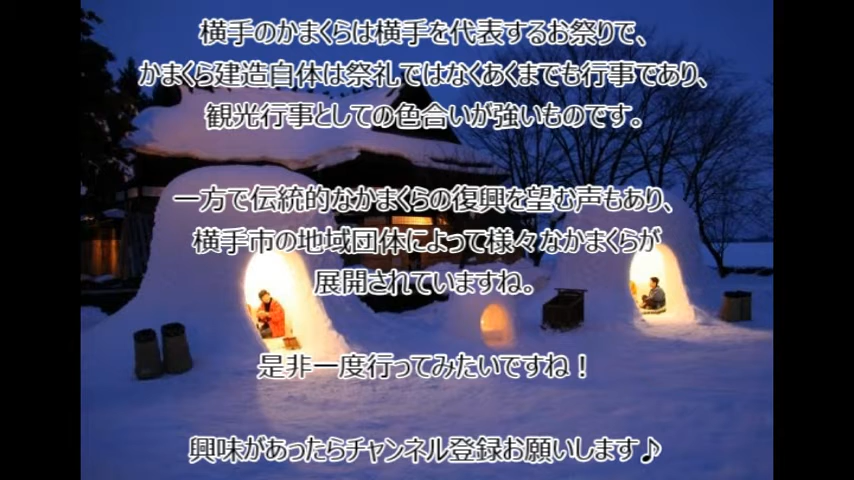 横手のかまくらは横手を代表するお祭りで、
かまくら建造自体は祭礼ではなくあくまでも行事であり、
観光行事としての色合いが強いものです。
一方で伝統的なかまくらの復興を望む声もあり、
横手市の地域団体によって様々なかまくらが
展開されていますね。
是非一度行ってみたいですね！
興味があったらチャンネル登録お願いします♪